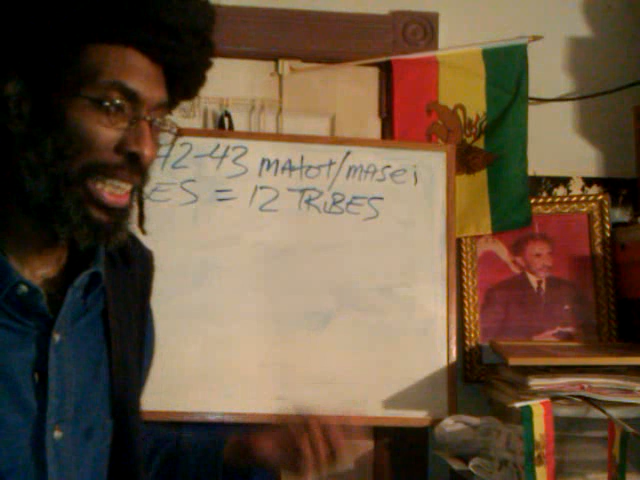 42-43 Matot/Masei
ES = 12 TRIBES